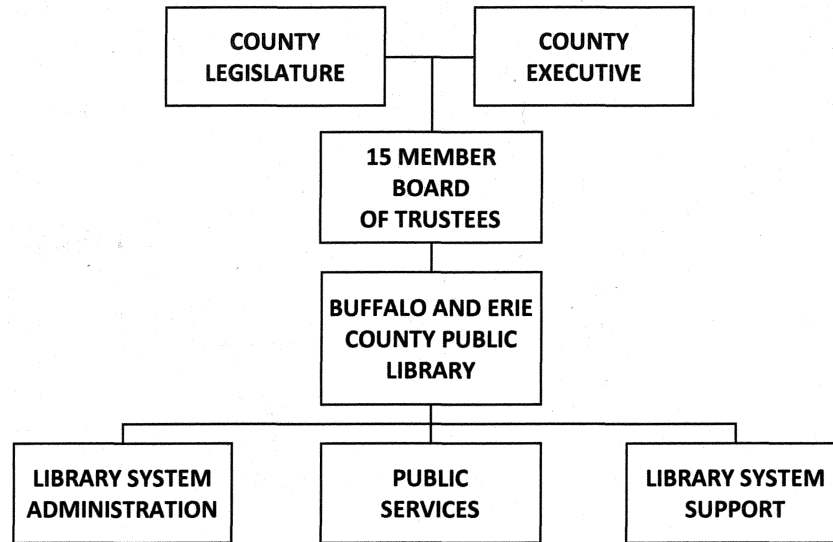 COUNTY
LEGISLATURE
COUNTY
EXECUTIVE
15 MEMBER
BOARD
OF TRUSTEES
BUFFALO AND ERIE
COUNTY PUBLIC
LIBRARY
LIBRARY SYSTEM
ADMINISTRATION
PUBLIC
SERVICES
LIBRARY SYSTEM
SUPPORT